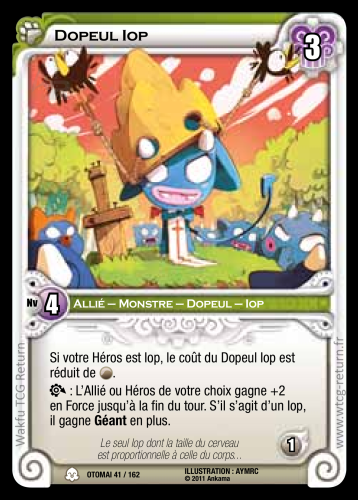 Dopeul Iop
3
Nv 4 Allié – Monstre – Dopeul – Iop
Si votre Héros est Iop, le coût du Dopeul Iop est
réduit de .
: L'Allié ou Héros de votre choix gagne +2
en Force jusqu'à la fin du tour. S'il s'agit d'un Iop,
il gagne Géant en plus.
Le seul Iop dont la taille du cerveau
est proportionnelle à celle du corps...
1
OTOMAI 41 / 162
ILLUSTRATION : AYMRC
© 2011 Ankama
Wakfu TCG Return
www.wtcg-return.fr